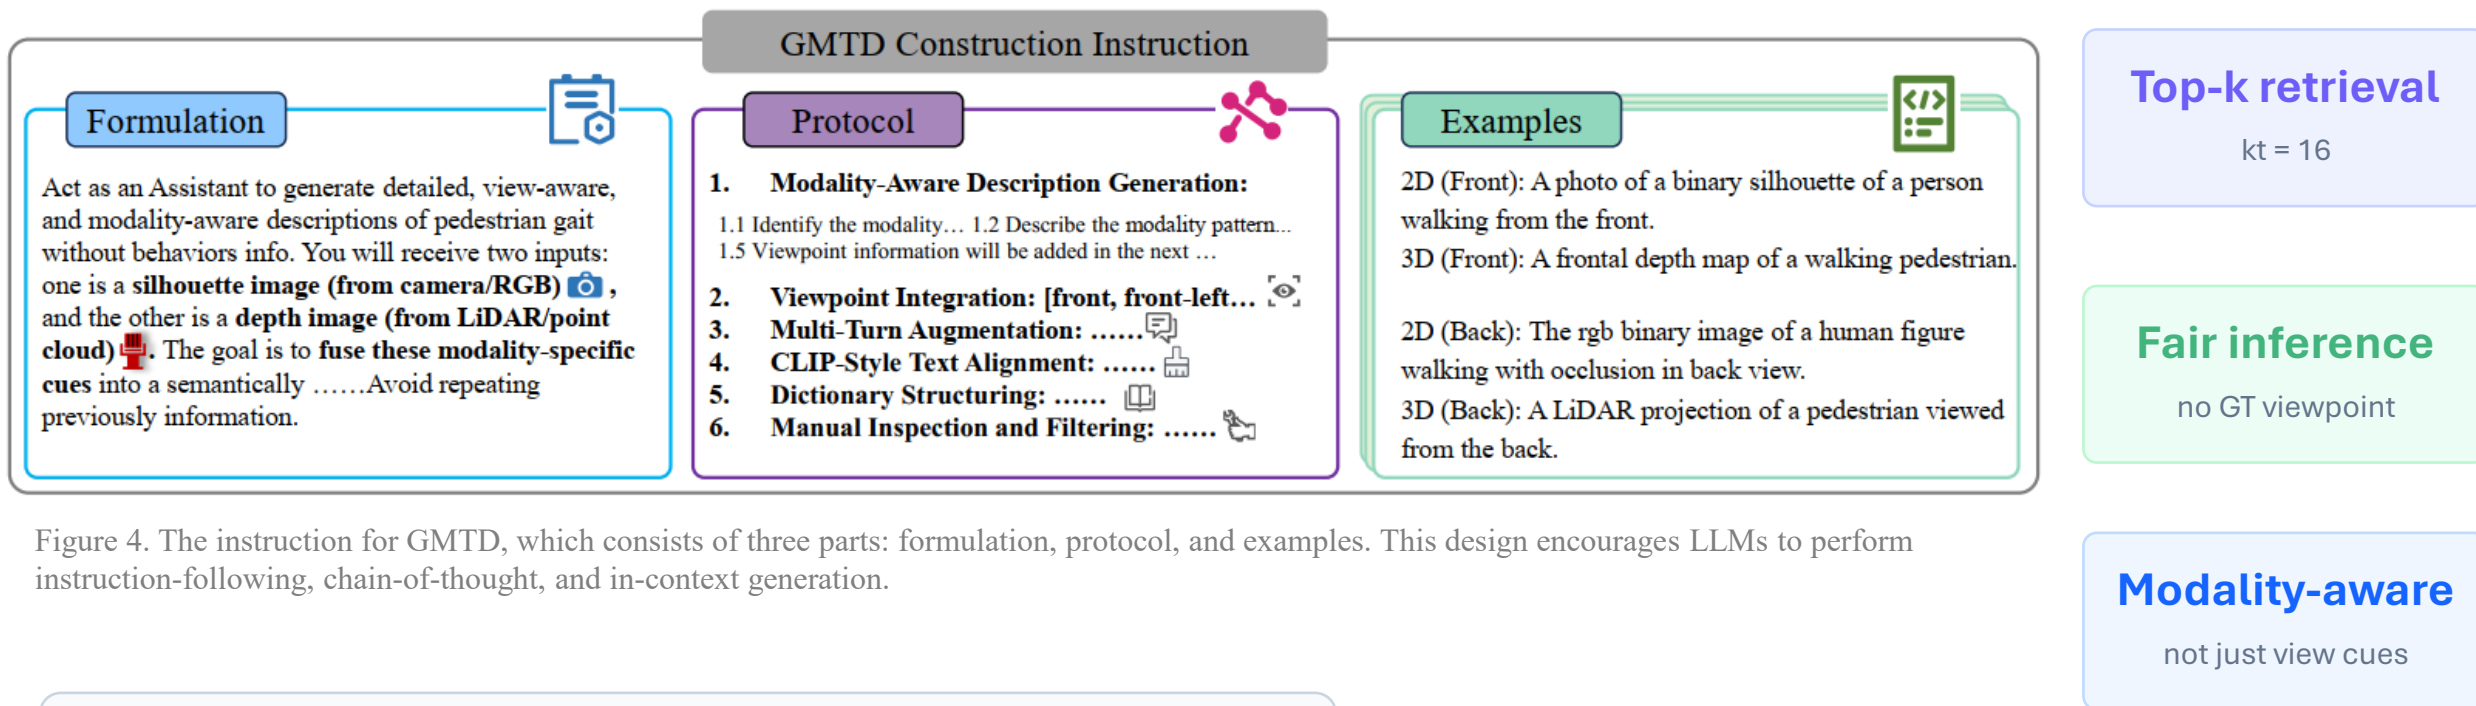 GMTD Construction Instruction
Formulation
Act as an Assistant to generate detailed, view-aware,
and modality-aware descriptions of pedestrian gait
without behaviors info. You will receive two inputs:
one is a silhouette image (from camera/RGB) ,
and the other is a depth image (from LiDAR/point
cloud) . The goal is to fuse these modality-specific
cues into a semantically ……Avoid repeating
previously information.
Protocol
1. Modality-Aware Description Generation:
1.1 Identify the modality… 1.2 Describe the modality pattern...
1.5 Viewpoint information will be added in the next …
2. Viewpoint Integration: [front, front-left…
3. Multi-Turn Augmentation: ……
4. CLIP-Style Text Alignment: ……
5. Dictionary Structuring: ……
6. Manual Inspection and Filtering: ……
Examples
2D (Front): A photo of a binary silhouette of a person
walking from the front.
3D (Front): A frontal depth map of a walking pedestrian.
2D (Back): The rgb binary image of a human figure
walking with occlusion in back view.
3D (Back): A LiDAR projection of a pedestrian viewed
from the back.
Figure 4. The instruction for GMTD, which consists of three parts: formulation, protocol, and examples. This design encourages LLMs to perform
instruction-following, chain-of-thought, and in-context generation.
Top-k retrieval
kt = 16
Fair inference
no GT viewpoint
Modality-aware
not just view cues